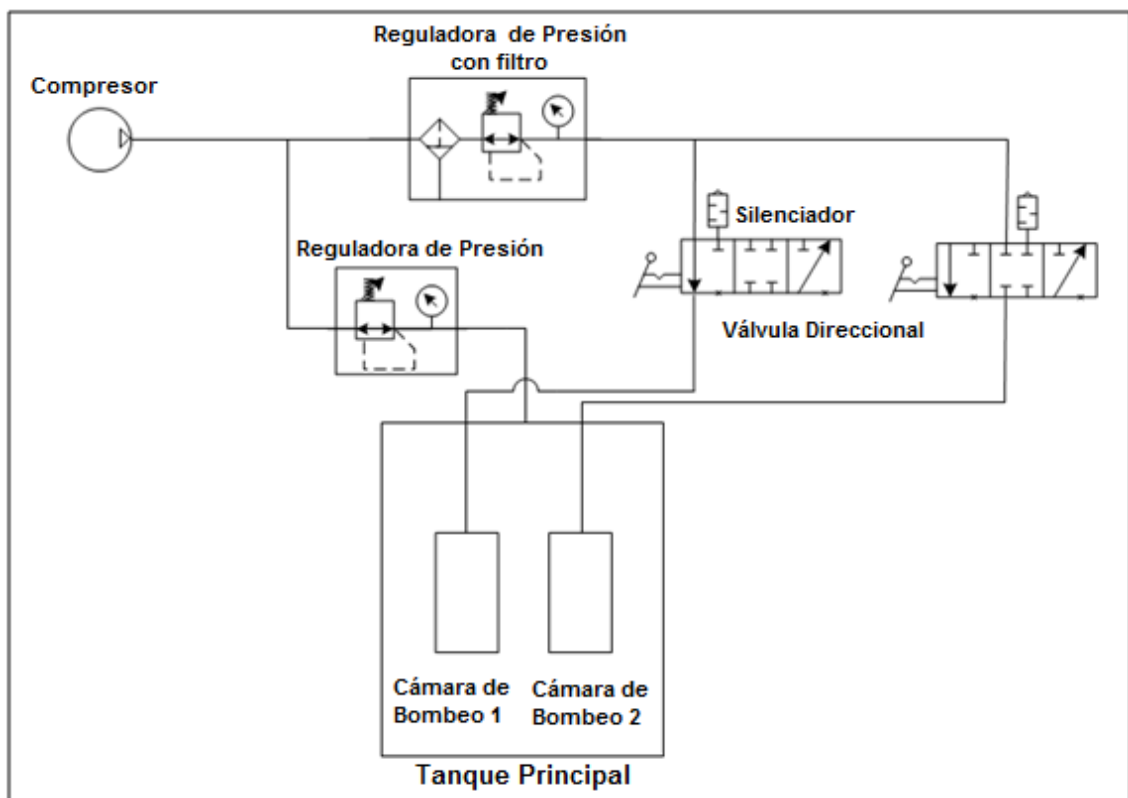 Reguladora de Presión
con filtro
Compresor
Silenciador
Reguladora de Presión
Válvula Direccional
Cámara de
Bombeo 1
Cámara de
Bombeo 2
Tanque Principal